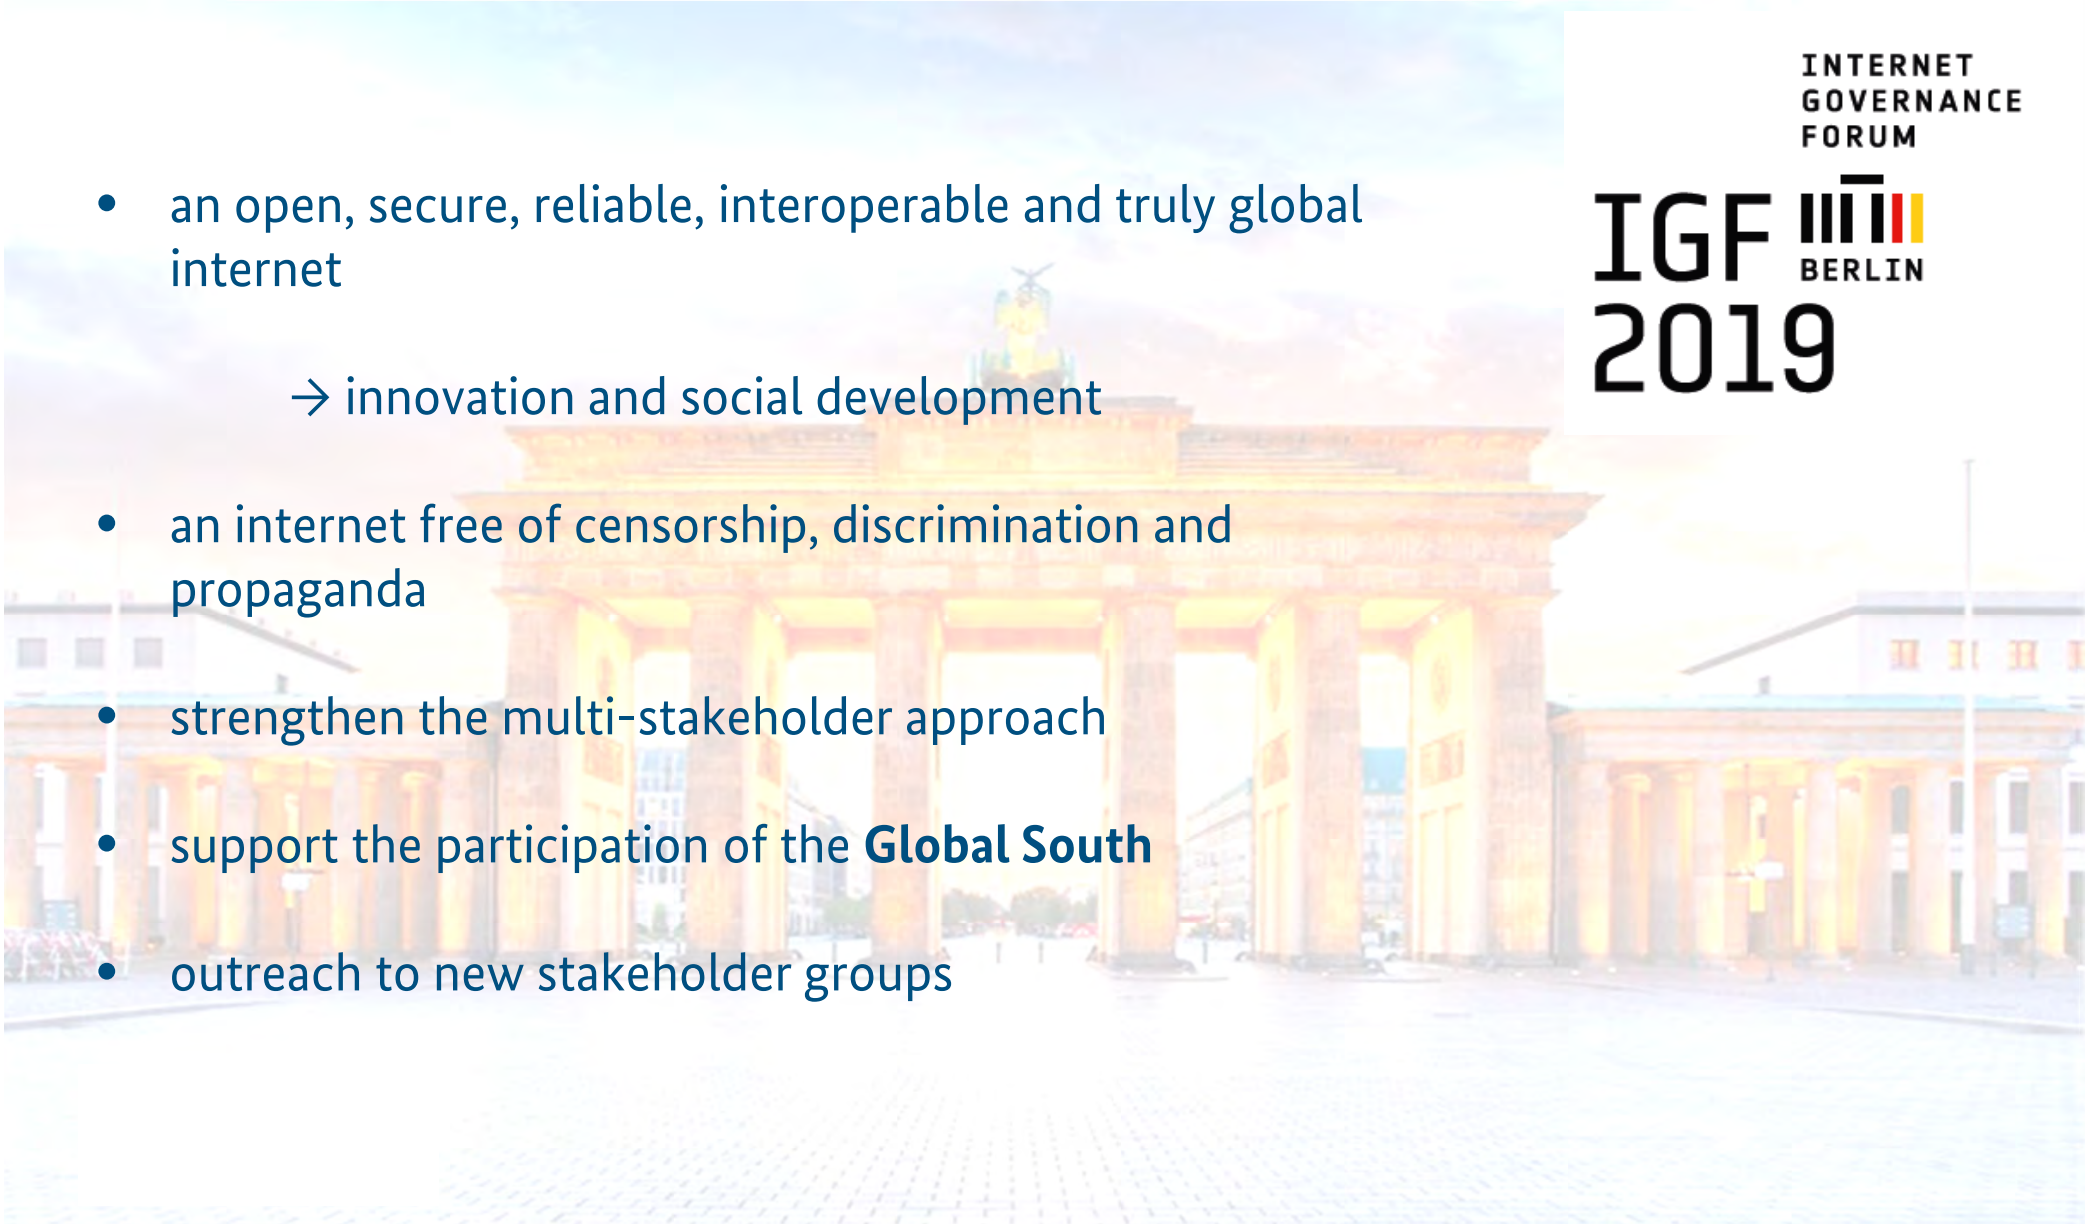 INTERNET
GOVERNANCE
FORUM
IGF
BERLIN
2019
• an open, secure, reliable, interoperable and truly global
internet
→ innovation and social development
• an internet free of censorship, discrimination and
propaganda
• strengthen the multi-stakeholder approach
• support the participation of the Global South
• outreach to new stakeholder groups